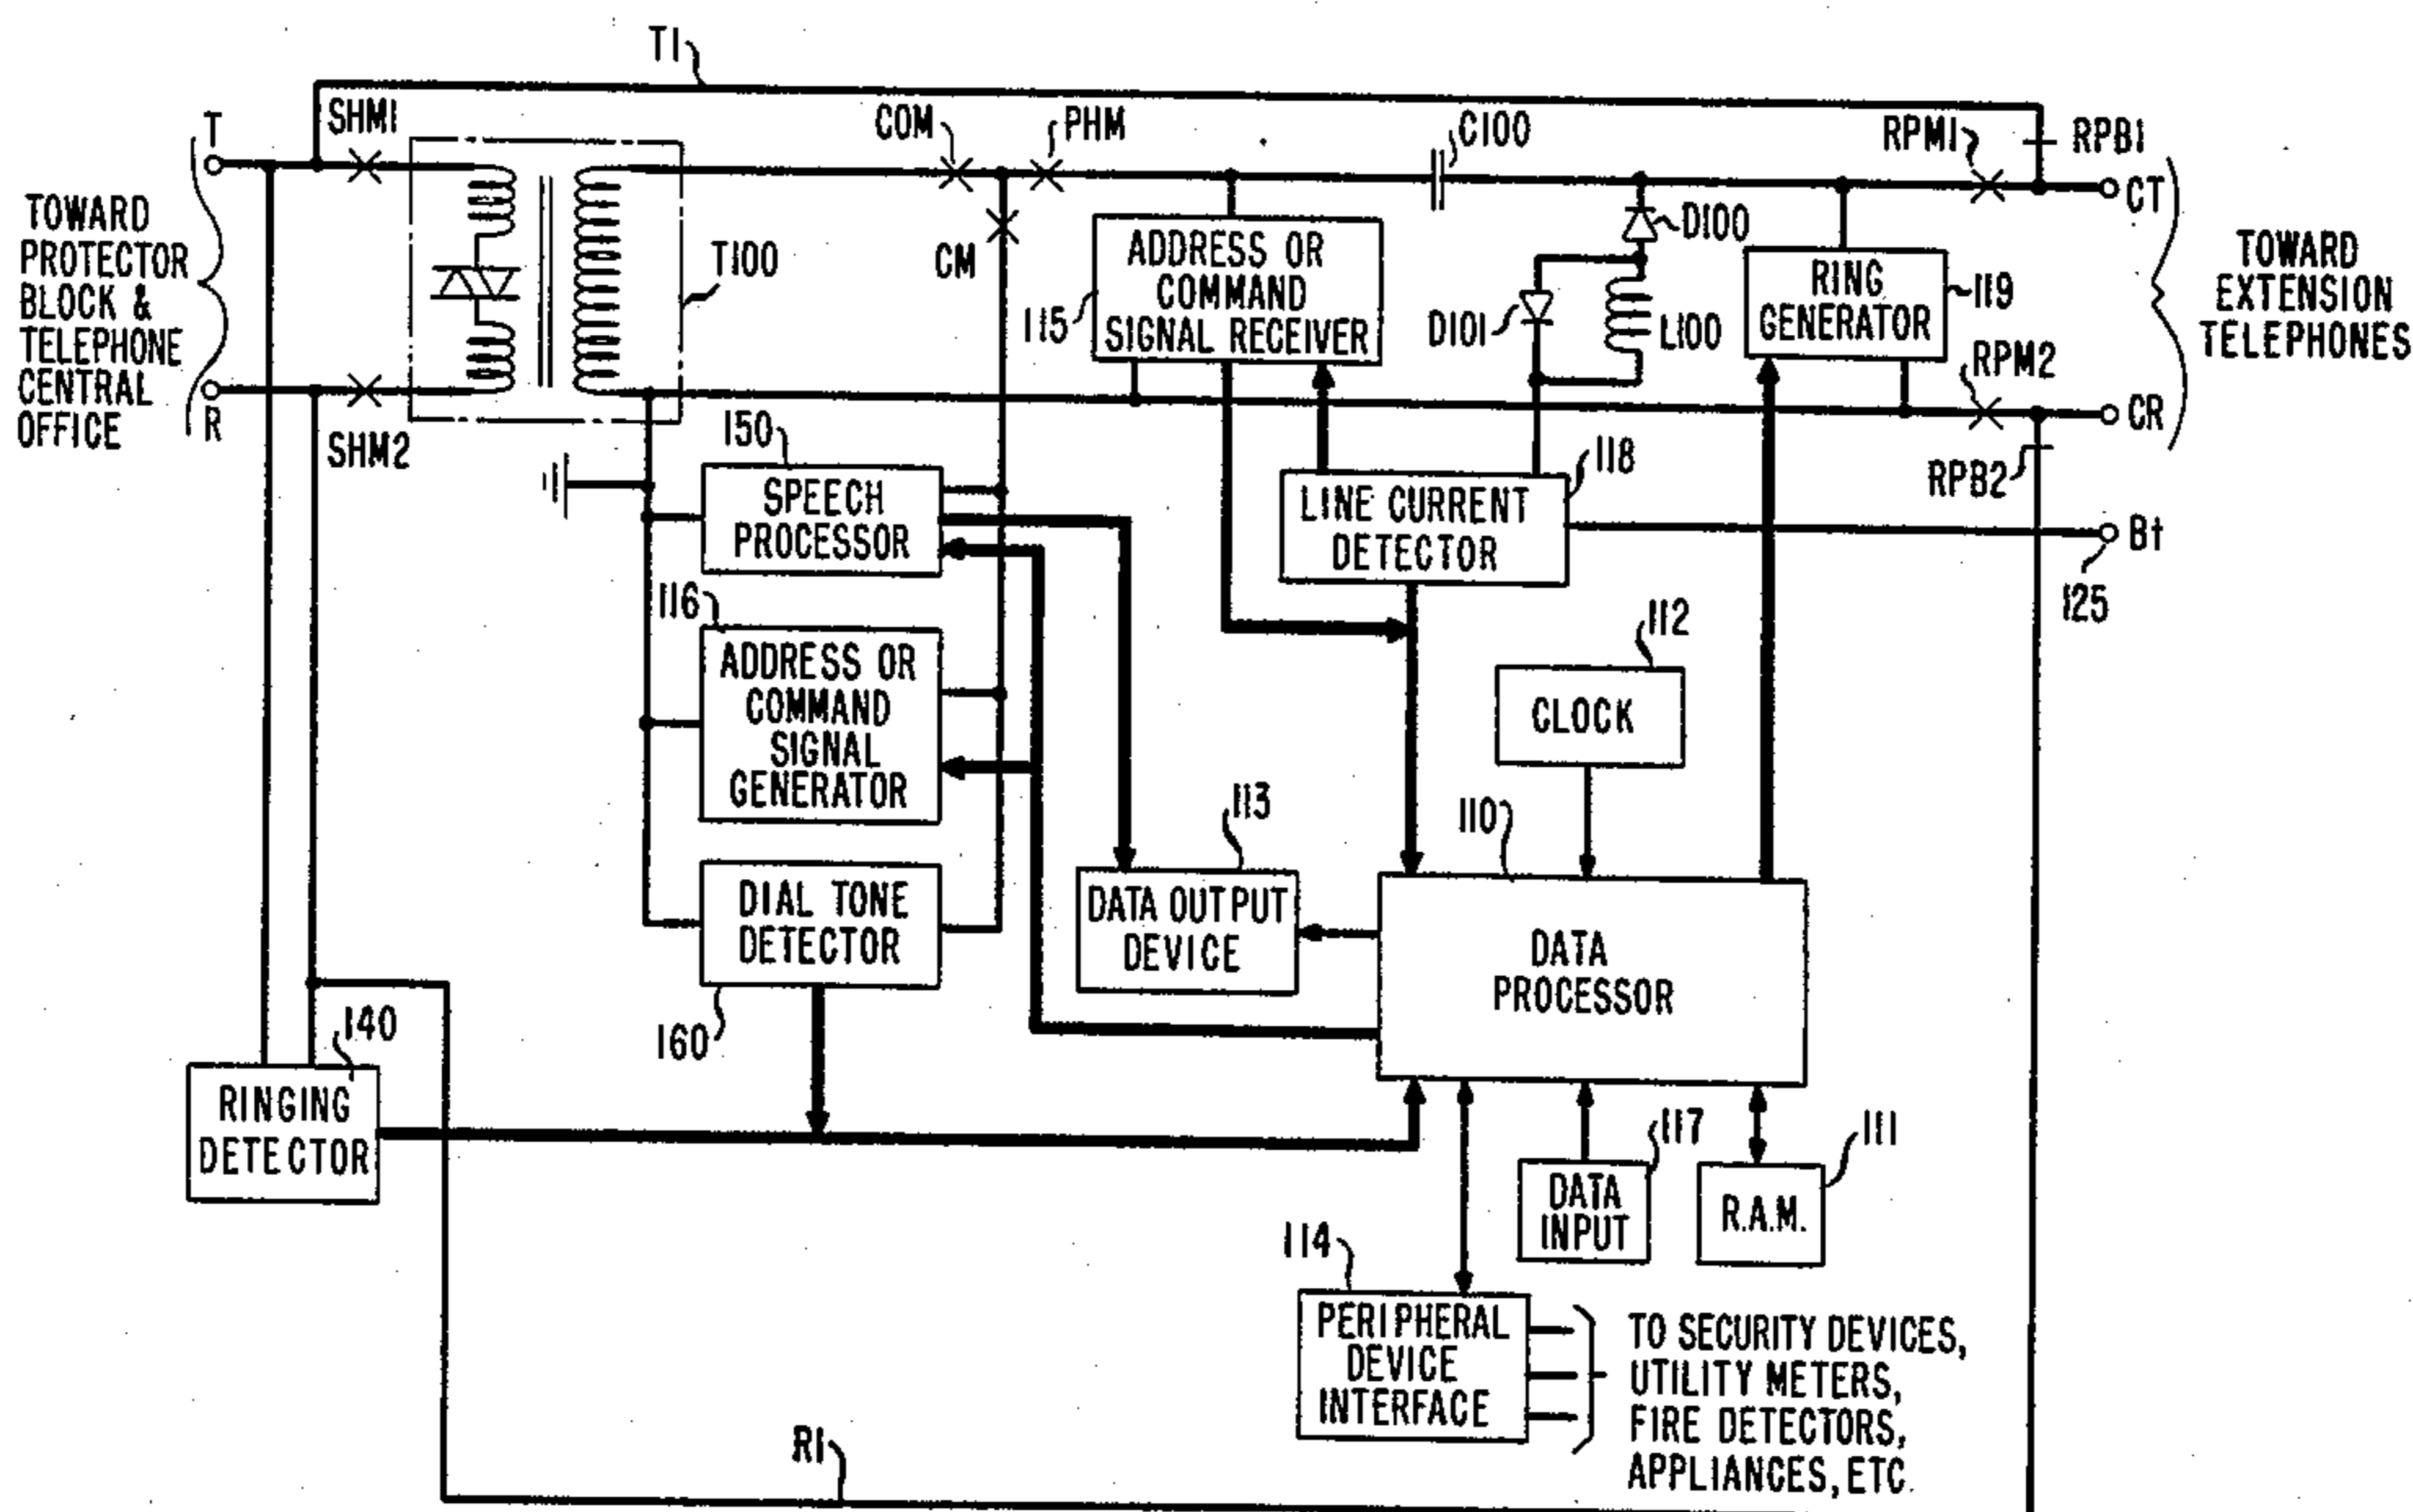 T1
T
SHM1
COM
PHM
C100
RPM1
RPB1
CT
TOWARD
PROTECTOR
BLOCK &
TELEPHONE
CENTRAL
OFFICE
R
SHM2
T100
CM
115
ADDRESS OR
COMMAND
SIGNAL RECEIVER
D100
D101
L100
RING
GENERATOR
119
RPM2
CR
TOWARD
EXTENSION
TELEPHONES
150
SPEECH
PROCESSOR
118
LINE CURRENT
DETECTOR
RPB2
B+
125
116
ADDRESS OR
COMMAND
SIGNAL
GENERATOR
112
CLOCK
113
DATA OUTPUT
DEVICE
110
DATA
PROCESSOR
DIAL TONE
DETECTOR
160
140
RINGING
DETECTOR
117
DATA
INPUT
111
R.A.M.
114
PERIPHERAL
DEVICE
INTERFACE
TO SECURITY DEVICES,
UTILITY METERS,
FIRE DETECTORS,
APPLIANCES, ETC.
R1